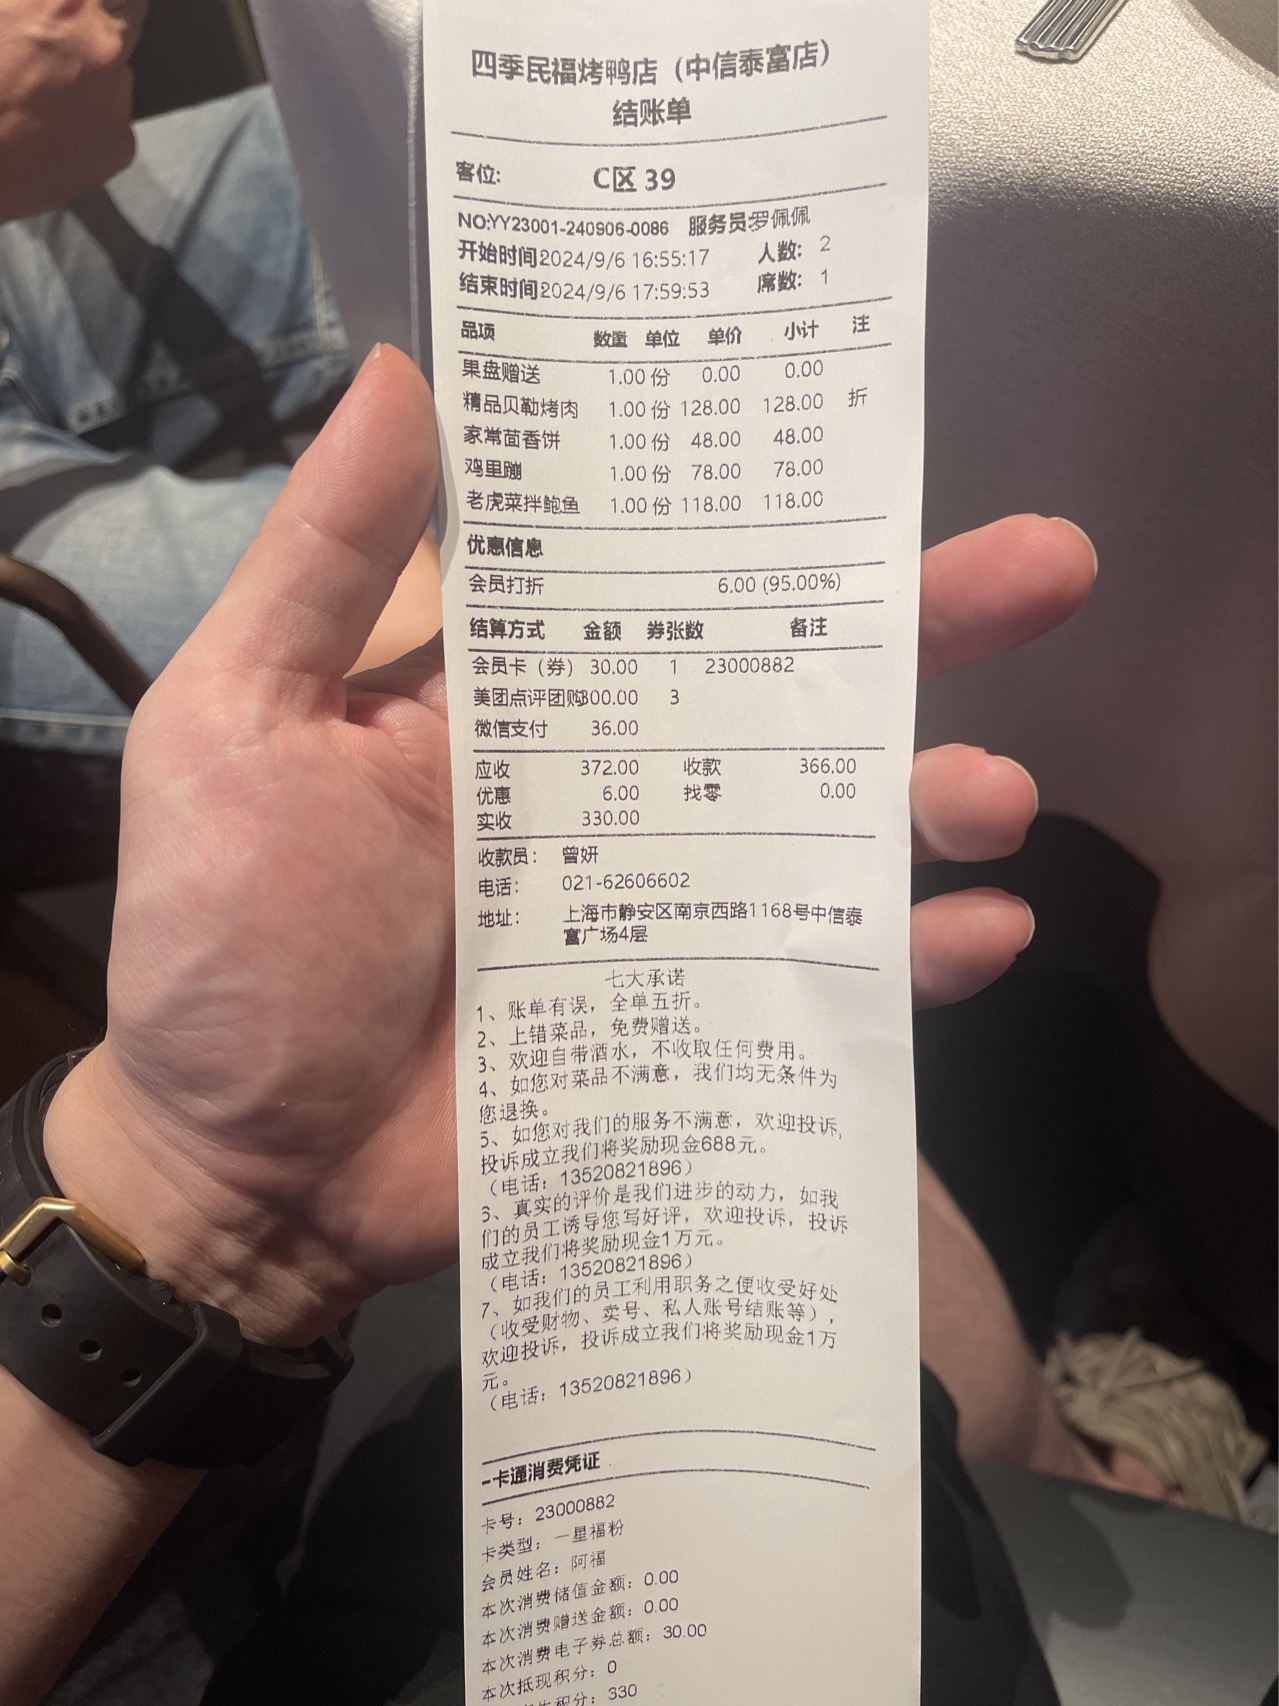 四季民福烤鸭店（中信泰富店）
结账单
客位: C区 39
NO:YY23001-240906-0086 服务员:罗佩佩
开始时间2024/9/6 16:55:17 人数: 2
结束时间2024/9/6 17:59:53 席数: 1
品项 数量 单位 单价 小计 注
果盘赠送 1.00 份 0.00 0.00
精品贝勒烤肉 1.00 份 128.00 128.00 折
家常茴香饼 1.00 份 48.00 48.00
鸡里蹦 1.00 份 78.00 78.00
老虎菜拌鲍鱼 1.00 份 118.00 118.00
优惠信息
会员打折 6.00 (95.00%)
结算方式 金额 券张数 备注
会员卡（券） 30.00 1 23000882
美团点评团购300.00 3
微信支付 36.00
应收 372.00 收款 366.00
优惠 6.00 找零 0.00
实收 330.00
收款员： 曾妍
电话： 021-62606602
地址： 上海市静安区南京西路1168号中信泰
富广场4层
七大承诺
1、账单有误，全单五折。
2、上错菜品，免费赠送。
3、欢迎自带酒水，不收取任何费用。
4、如您对菜品不满意，我们均无条件为
您退换。
5、如您对我们的服务不满意，欢迎投诉,
投诉成立我们将奖励现金688元。
（电话：13520821896）
6、真实的评价是我们进步的动力，如我
们的员工诱导您写好评，欢迎投诉，投诉
成立我们将奖励现金1万元。
（电话：13520821896）
7、如我们的员工利用职务之便收受好处
（收受财物、卖号、私人账号结账等），
欢迎投诉，投诉成立我们将奖励现金1万
元。
（电话：13520821896）
一卡通消费凭证
卡号：23000882
卡类型：一星福粉
会员姓名：阿福
本次消费储值金额：0.00
本次消费赠送金额：0.00
本次消费电子券总额：30.00
本次抵现积分：0
积分：330